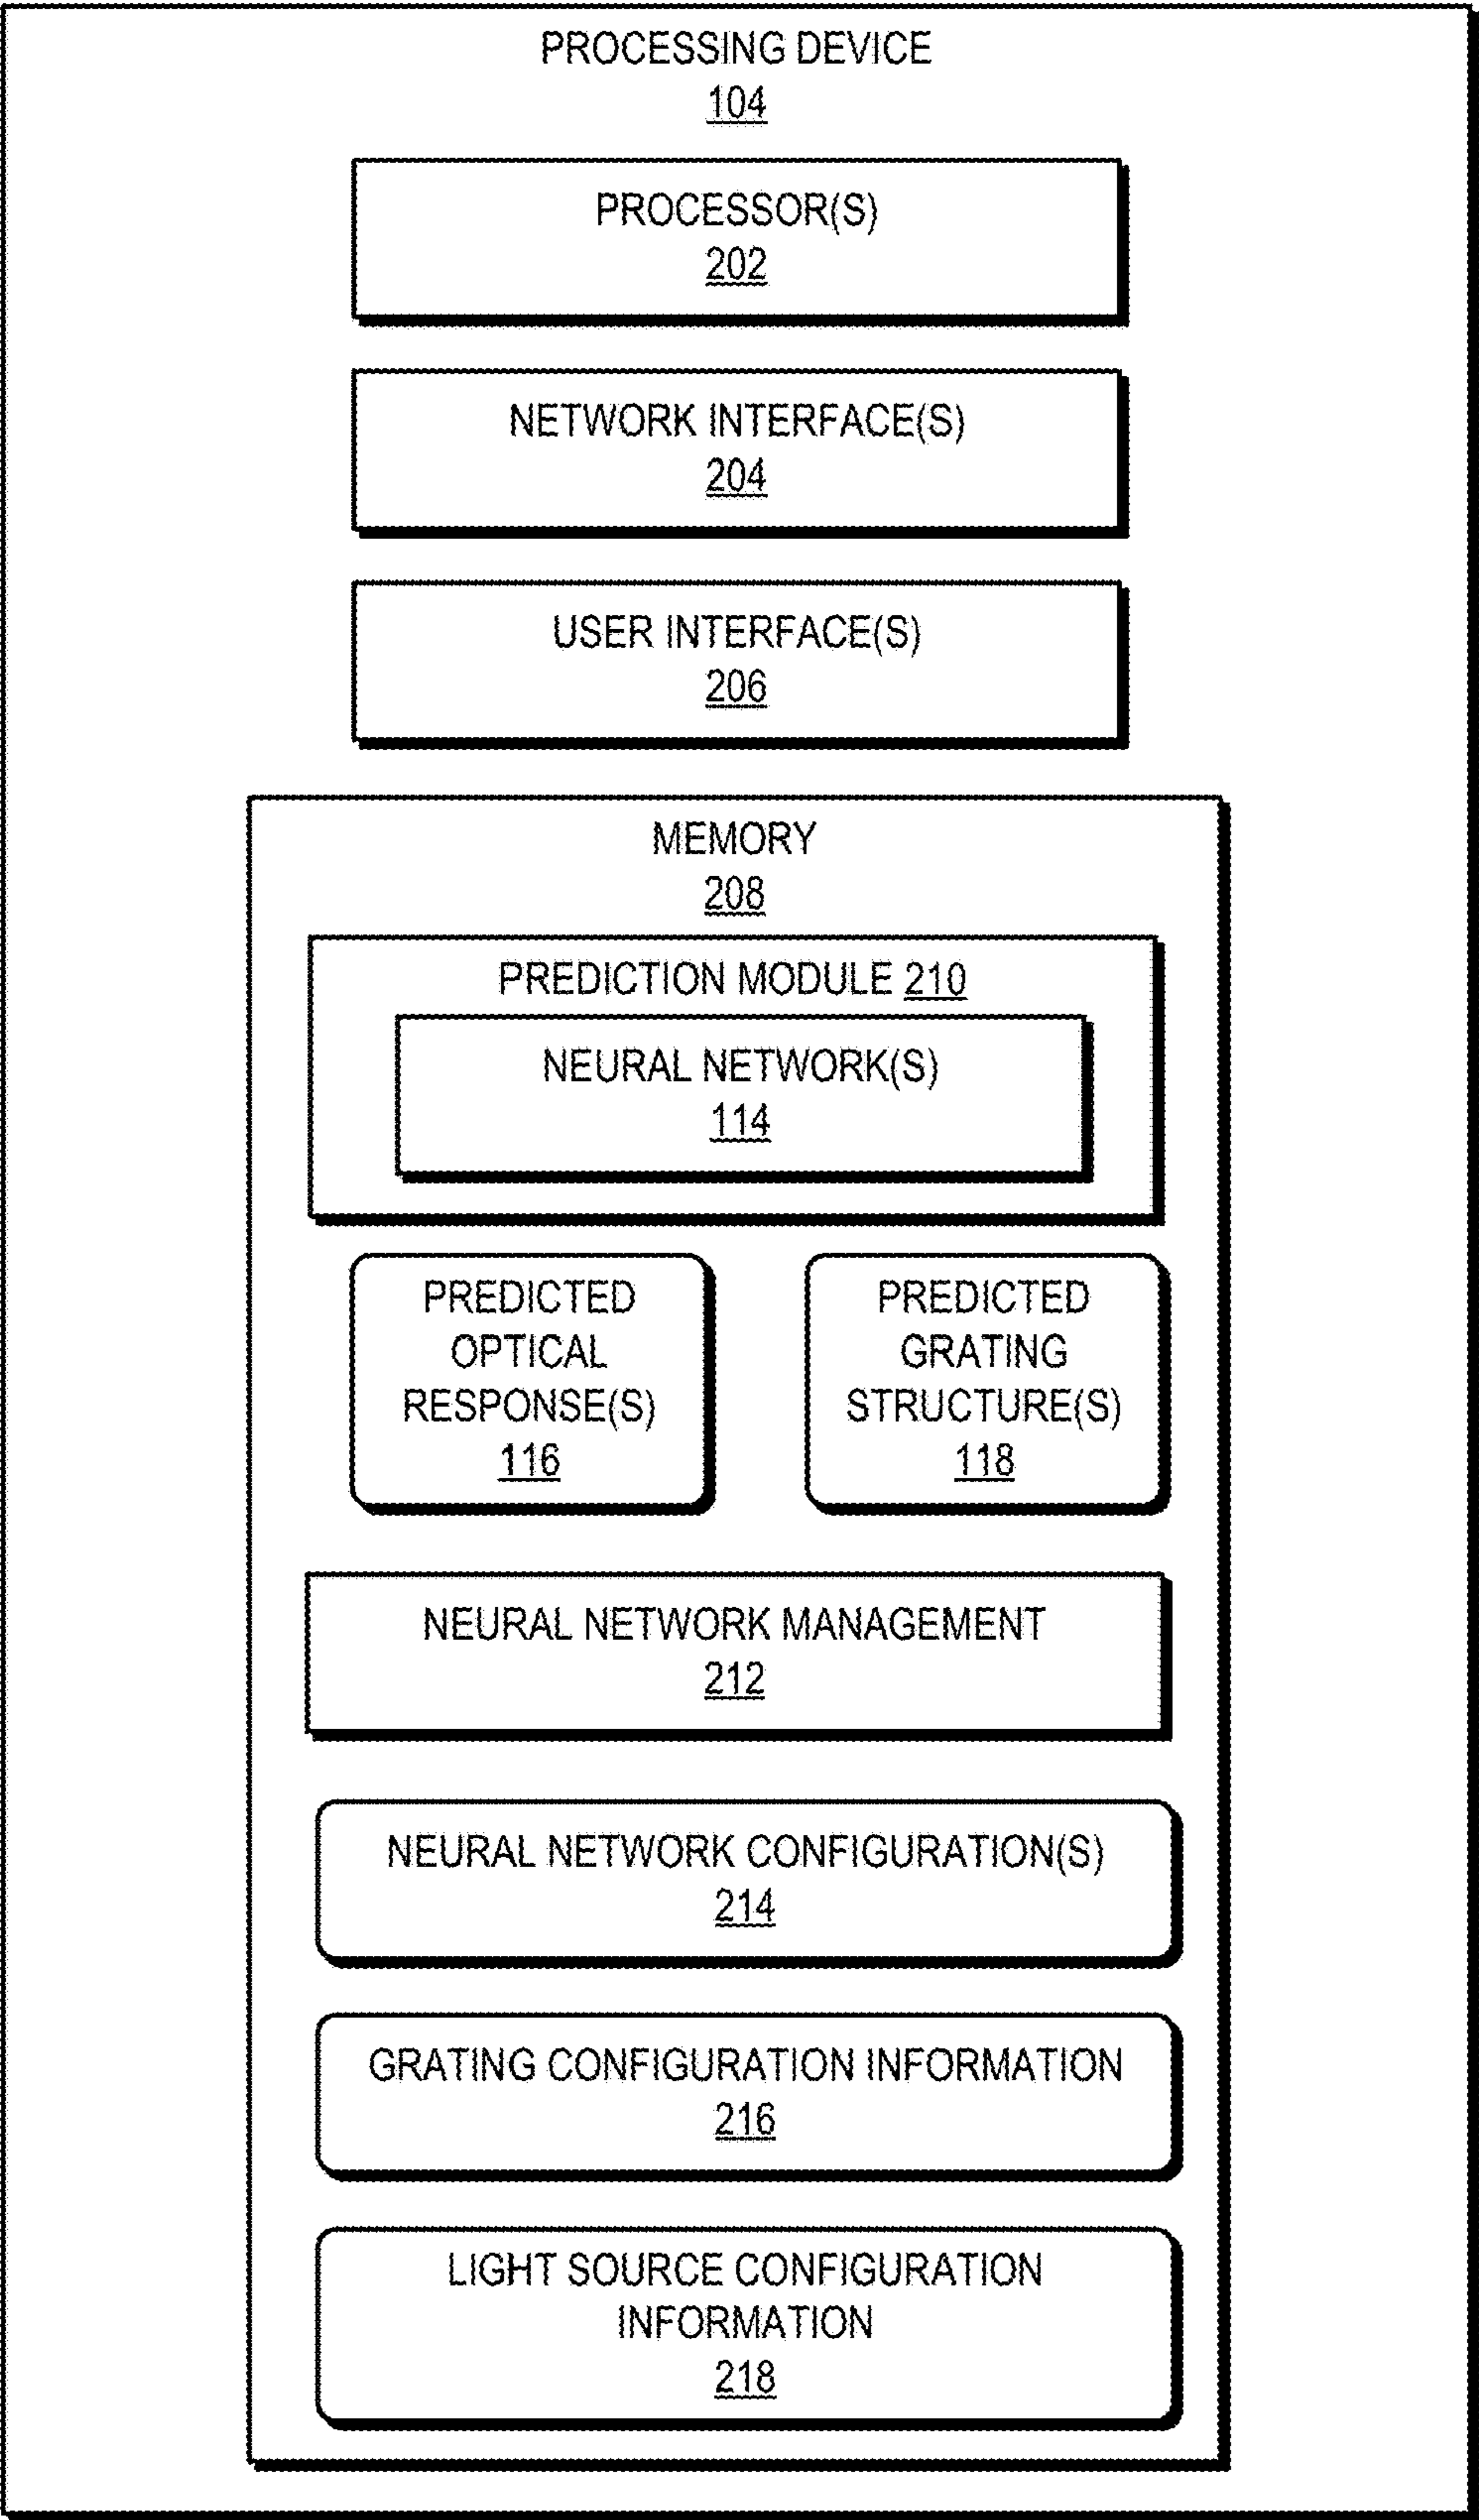 PROCESSING DEVICE
104
PROCESSOR(S)
202
NETWORK INTERFACE(S)
204
USER INTERFACE(S)
206
MEMORY
208
PREDICTION MODULE 210
NEURAL NETWORK(S)
114
PREDICTED
OPTICAL
RESPONSE(S)
116
PREDICTED
GRATING
STRUCTURE(S)
118
NEURAL NETWORK MANAGEMENT
212
NEURAL NETWORK CONFIGURATION(S)
214
GRATING CONFIGURATION INFORMATION
216
LIGHT SOURCE CONFIGURATION
INFORMATION
218